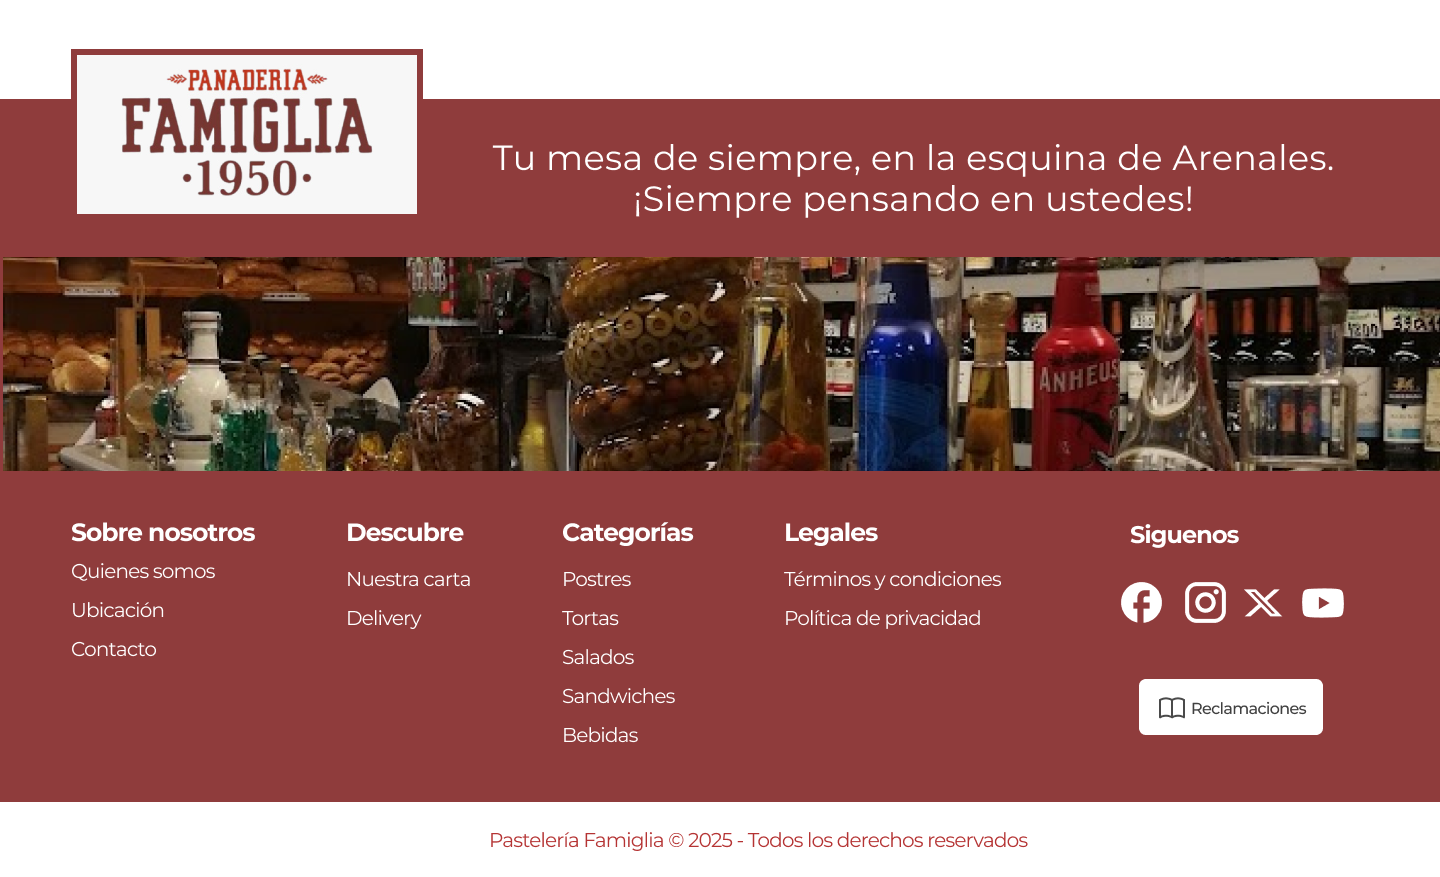 PANADERIA
FAMIGLIA
·1950·
Tu mesa de siempre, en la esquina de Arenales.
¡Siempre pensando en ustedes!
ANHEUS
Sobre nosotros
Quienes somos
Ubicación
Contacto
Descubre
Nuestra carta
Delivery
Categorías
Postres
Tortas
Salados
Sandwiches
Bebidas
Legales
Términos y condiciones
Política de privacidad
Siguenos
Reclamaciones
Pastelería Famiglia © 2025 - Todos los derechos reservados